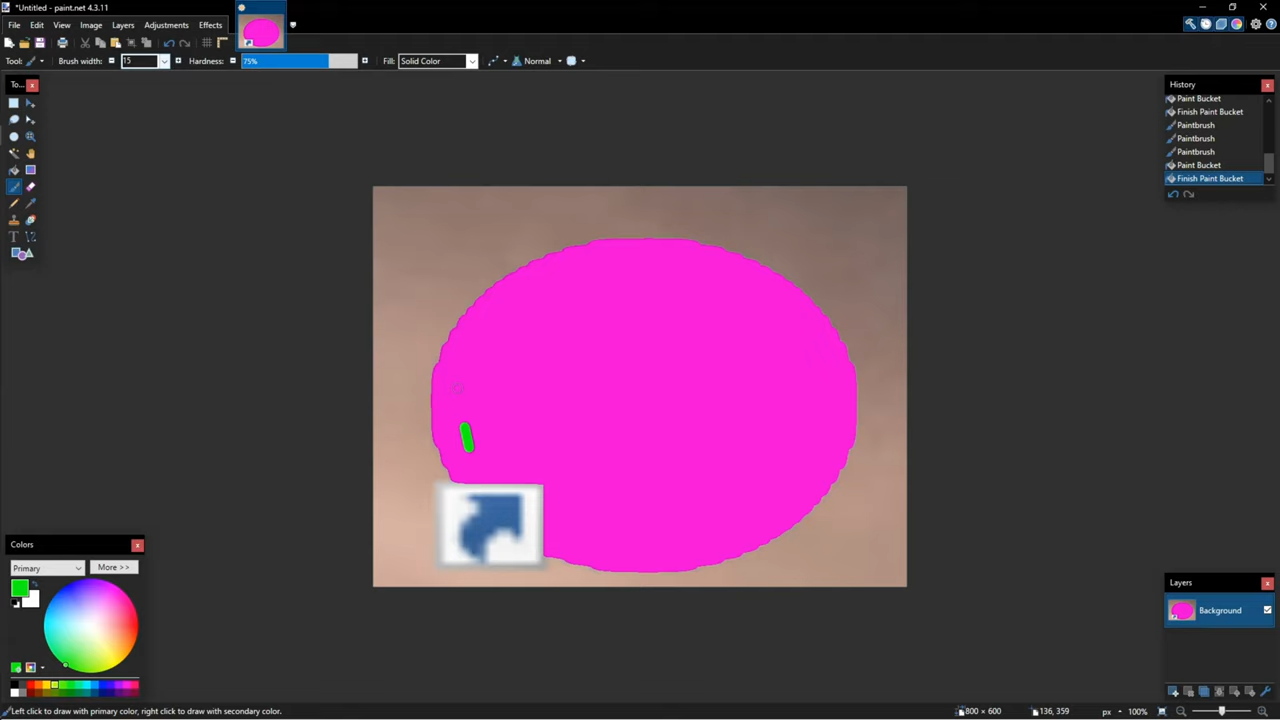 *Untitled - paint.net 4.3.11
File Edit View Image Layers Adjustments Effects
Tool: Brush width: 15 Hardness: 75% Fill: Solid Color Normal
To...
History
Paint Bucket
Finish Paint Bucket
Paintbrush
Paintbrush
Paintbrush
Paint Bucket
Finish Paint Bucket
Colors
Primary More >>
Layers
Background
Left click to draw with primary color, right click to draw with secondary color. 800 × 600 136, 359 px 100%